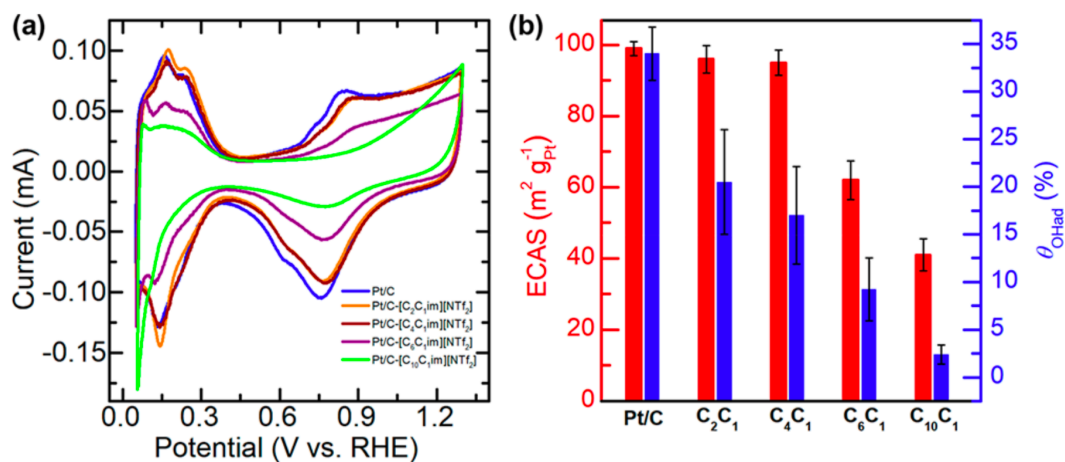 (a)
0.10
0.05
0.00
-0.05
-0.10
-0.15
Current (mA)
Pt/C
Pt/C-[C₂C₁im][NTf₂]
Pt/C-[C₄C₁im][NTf₂]
Pt/C-[C₆C₁im][NTf₂]
Pt/C-[C₁₀C₁im][NTf₂]
0.0 0.3 0.6 0.9 1.2
Potential (V vs. RHE)
(b)
100
80
60
40
20
0
ECAS (m² g⁻¹Pt)
35
30
25
20
15
10
5
0
θOHad (%)
Pt/C C₂C₁ C₄C₁ C₆C₁ C₁₀C₁